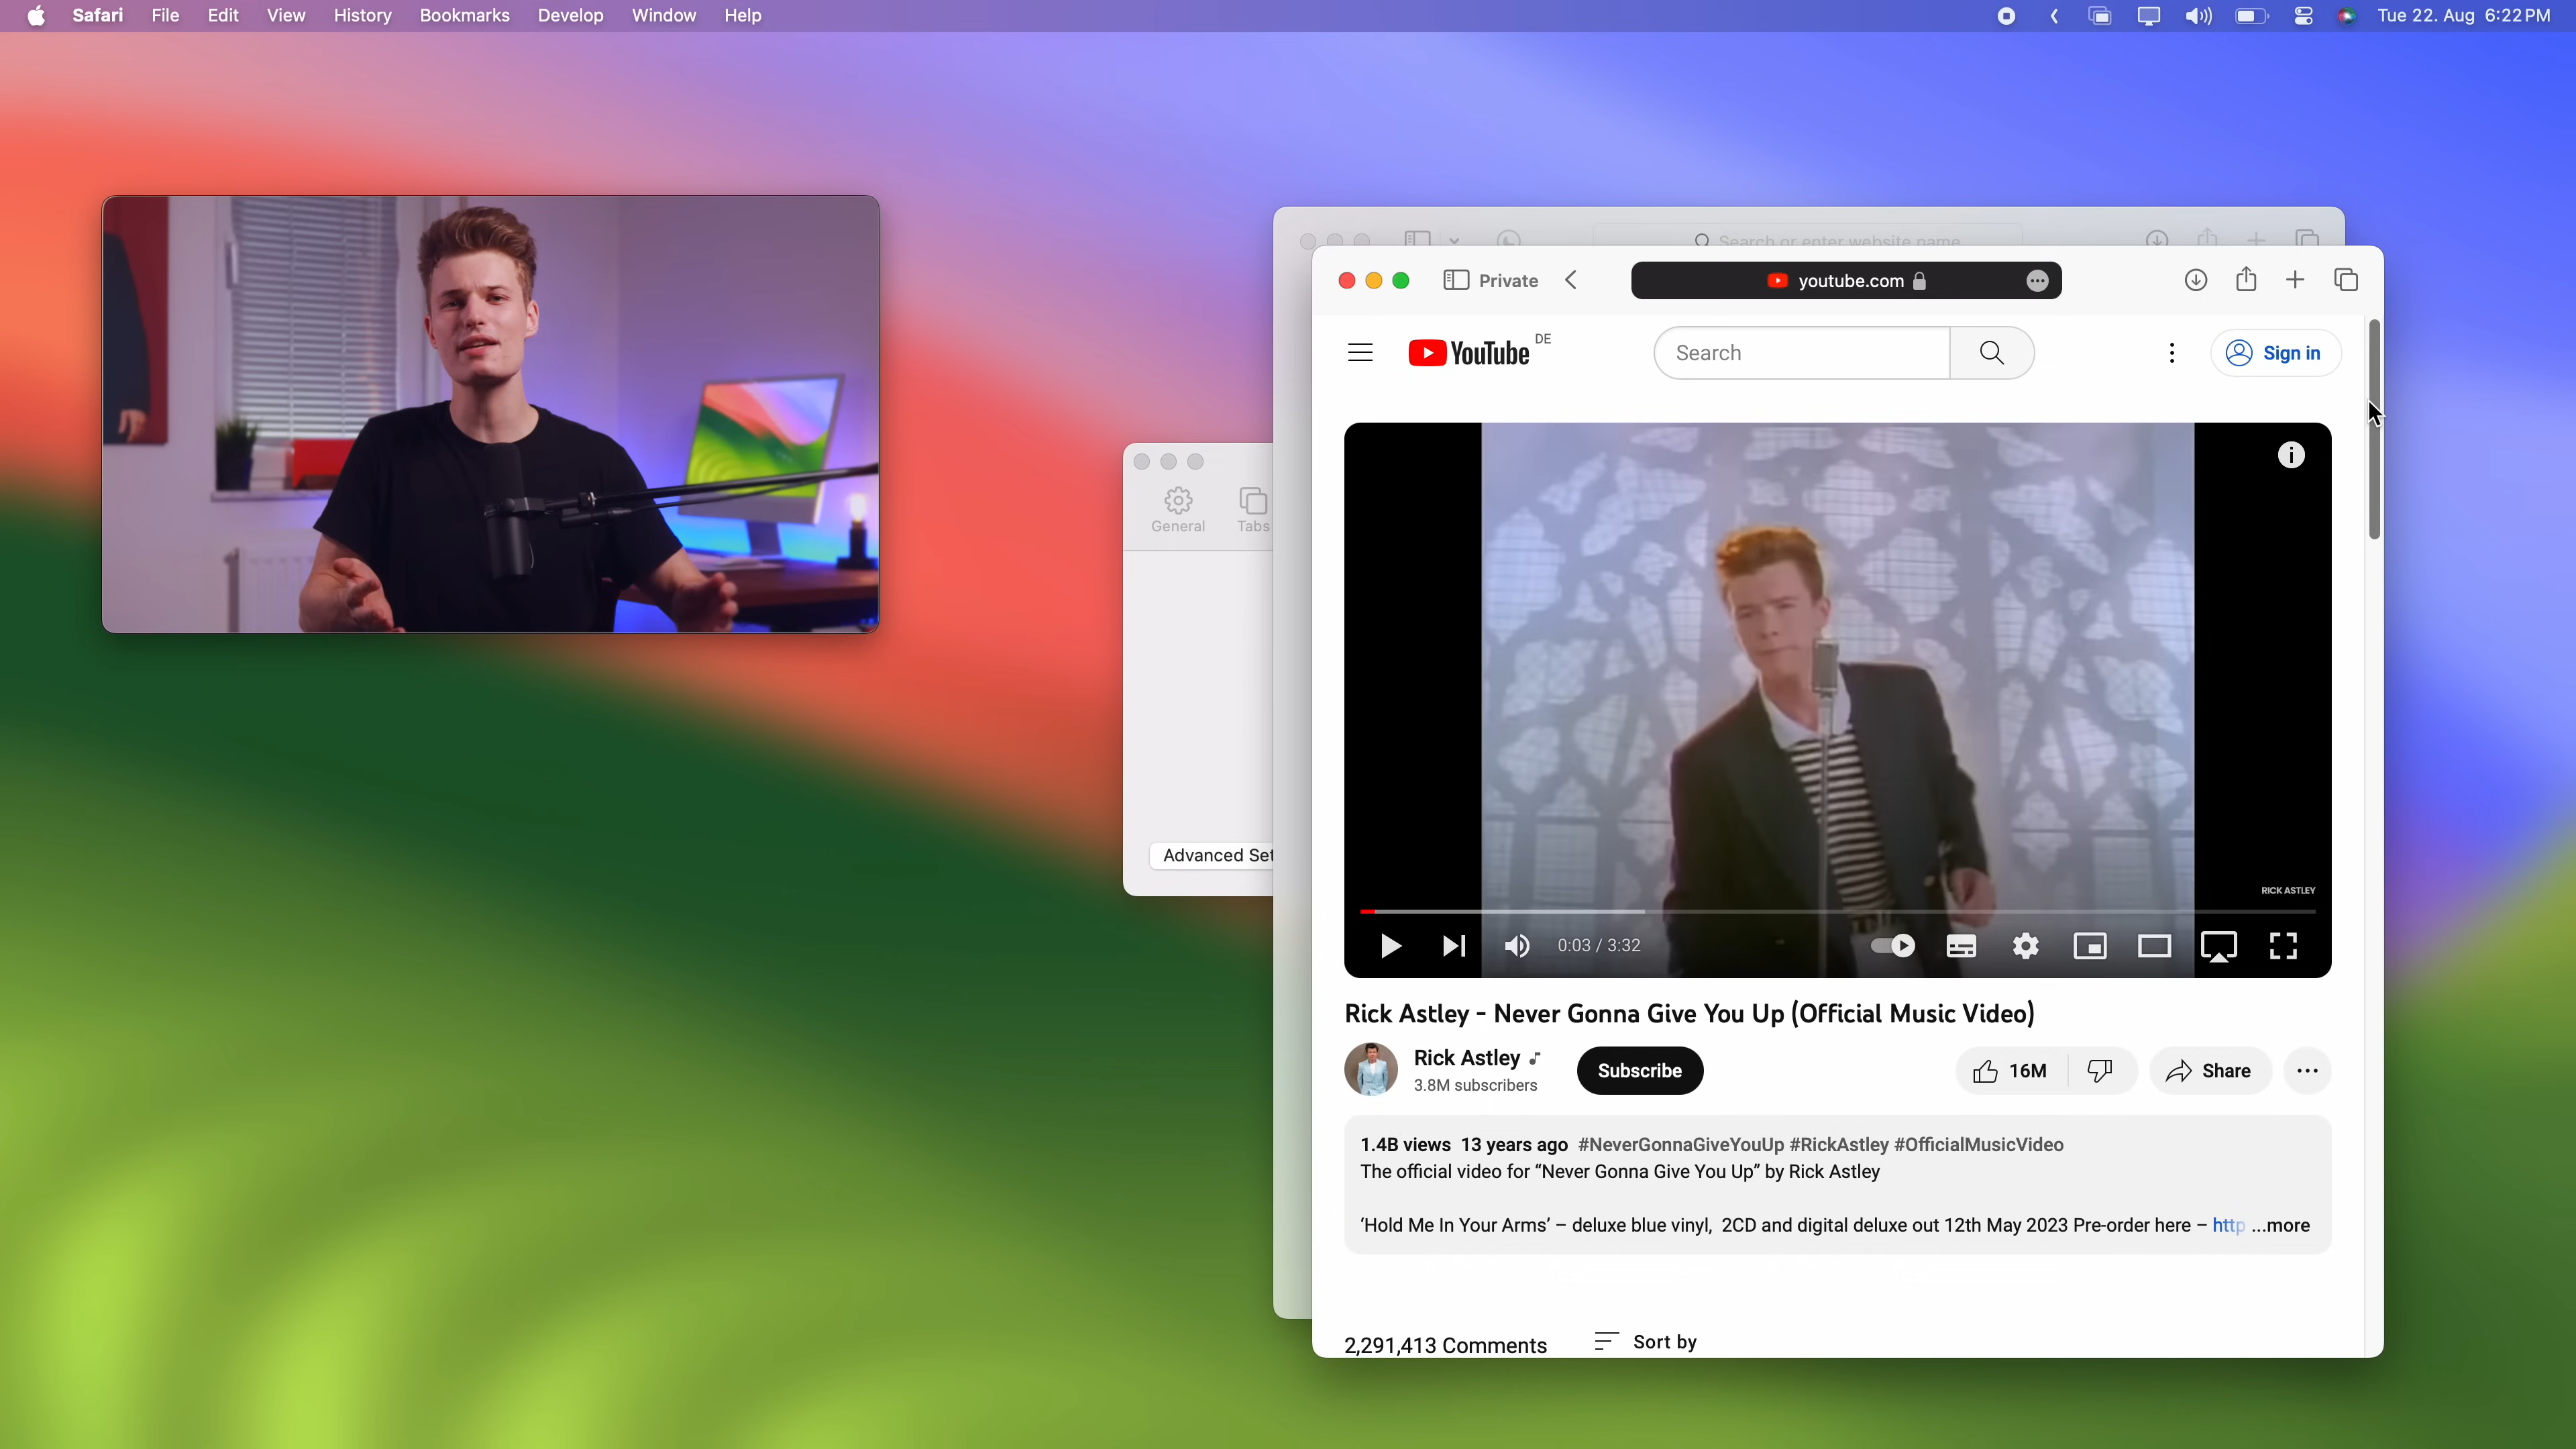 Safari File Edit View History Bookmarks Develop Window Help
Tue 22. Aug 6:22 PM
Search or enter website name
Private
youtube.com
YouTube DE
Search
Sign in
General
Tabs
Advanced Set
RICK ASTLEY
0:03 / 3:32
Rick Astley - Never Gonna Give You Up (Official Music Video)
Rick Astley
3.8M subscribers
Subscribe
16M
Share
1.4B views 13 years ago #NeverGonnaGiveYouUp #RickAstley #OfficialMusicVideo
The official video for “Never Gonna Give You Up” by Rick Astley
‘Hold Me In Your Arms’ – deluxe blue vinyl, 2CD and digital deluxe out 12th May 2023 Pre-order here – http ...more
2,291,413 Comments
Sort by